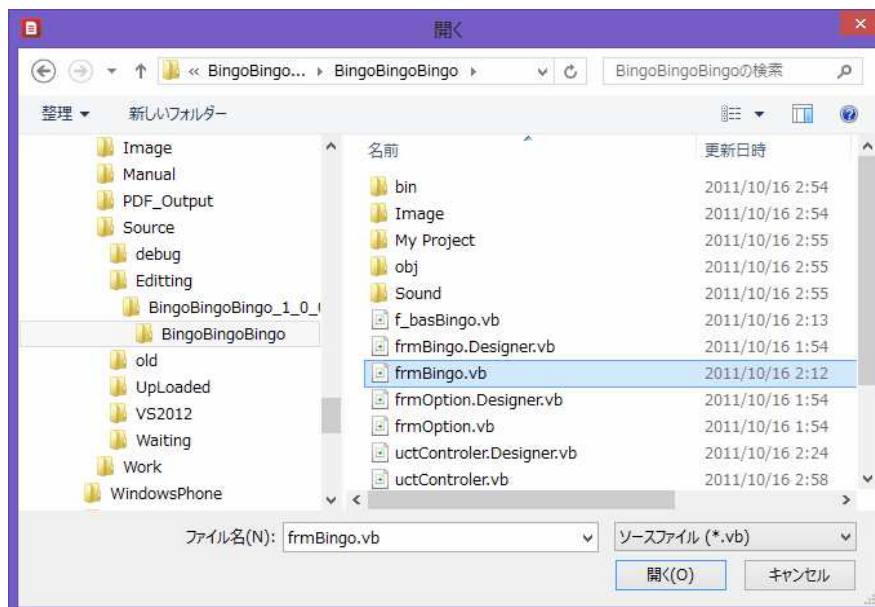 開く
« BingoBingo... ▸ BingoBingoBingo ▸
BingoBingoBingoの検索
整理 ▼ 新しいフォルダー
Image
Manual
PDF_Output
Source
debug
Editting
BingoBingoBingo_1_0_
BingoBingoBingo
old
UpLoaded
VS2012
Waiting
Work
WindowsPhone
名前 更新日時
bin 2011/10/16 2:54
Image 2011/10/16 2:54
My Project 2011/10/16 2:55
obj 2011/10/16 2:55
Sound 2011/10/16 2:55
f_basBingo.vb 2011/10/16 2:13
frmBingo.Designer.vb 2011/10/16 1:54
frmBingo.vb 2011/10/16 2:12
frmOption.Designer.vb 2011/10/16 1:54
frmOption.vb 2011/10/16 1:54
uctControler.Designer.vb 2011/10/16 2:24
uctControler.vb 2011/10/16 2:58
ファイル名(N): frmBingo.vb
ソースファイル (*.vb)
開く(O) キャンセル